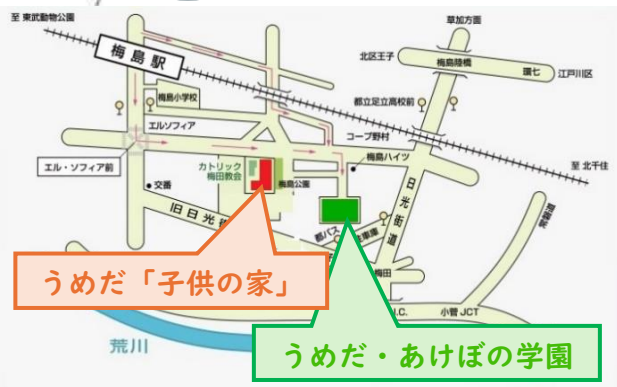 至 東武動物公園
草加方面
梅島駅
北区王子
梅島陸橋
環七
江戸川区
梅島小学校
都立足立高校前
エルソフィア
コープ野村
エル・ソフィア前
カトリック
梅田教会
梅島公園
梅島ハイツ
至 北千住
交番
日光街道
旧日光
都バス
車庫
梅田
うめだ「子供の家」
I.C.
小菅 JCT
荒川
うめだ・あけぼの学園